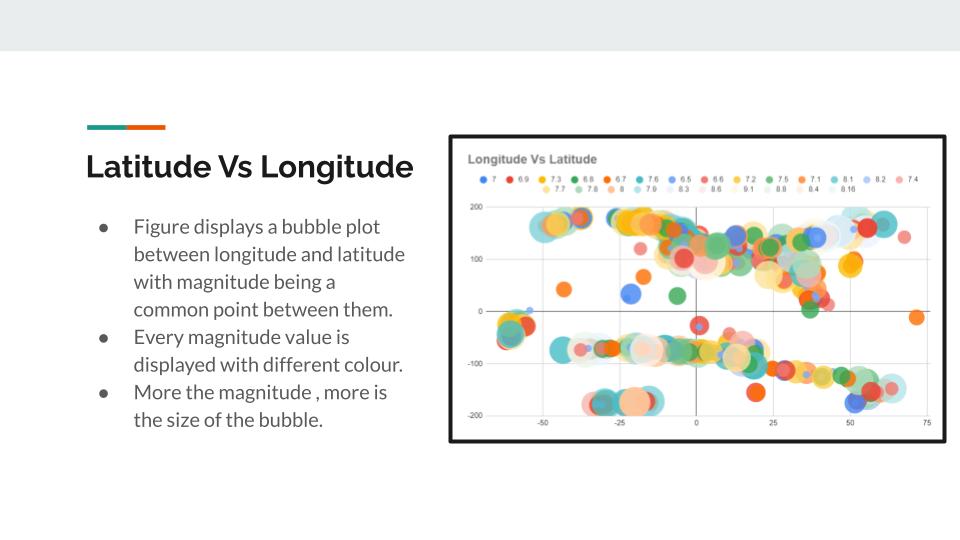 Latitude Vs Longitude
● Figure displays a bubble plot
between longitude and latitude
with magnitude being a
common point between them.
● Every magnitude value is
displayed with different colour.
● More the magnitude , more is
the size of the bubble.
Longitude Vs Latitude
7 6.9 7.3 6.8 6.7 7.6 6.5 6.6 7.2 7.5 7.1 8.1 8.2 7.4
7.7 7.8 8 7.9 8.3 8.6 9.1 8.8 8.4 8.16
200
100
0
-100
-200
-50 -25 0 25 50 75